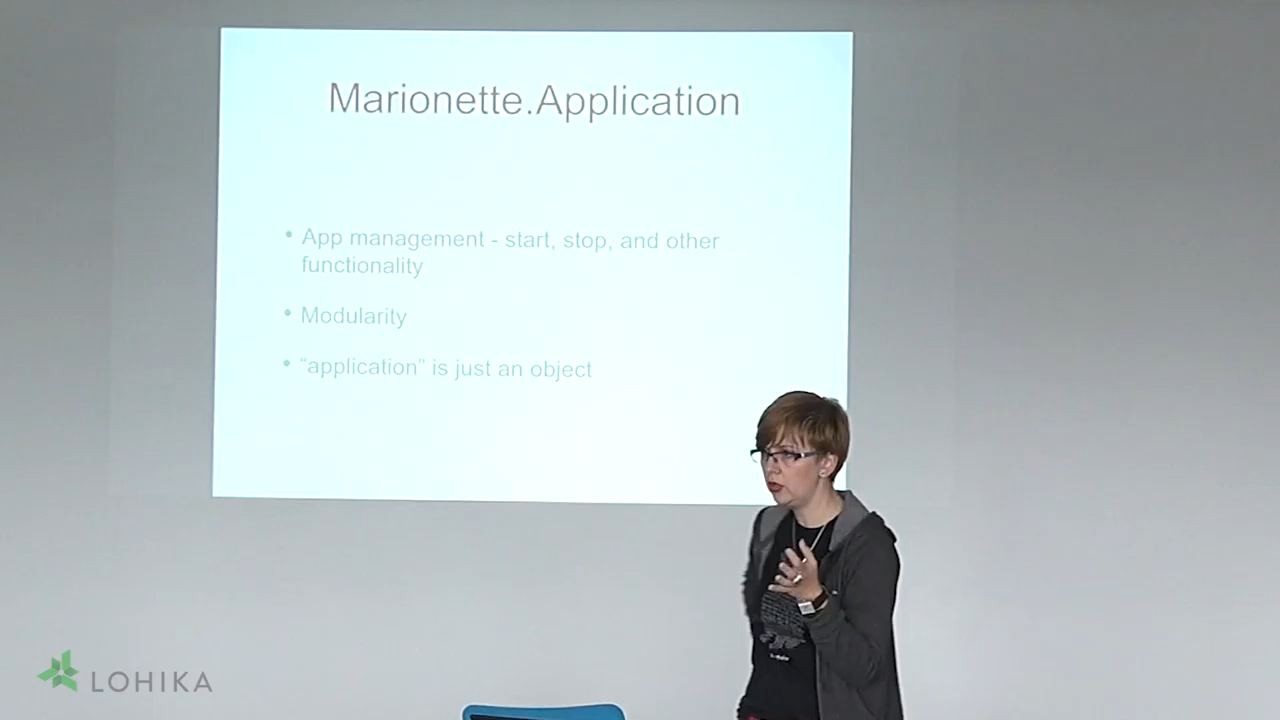 Marionette.Application
• App management - start, stop, and other
functionality
• Modularity
• “application” is just an object
LOHIKA